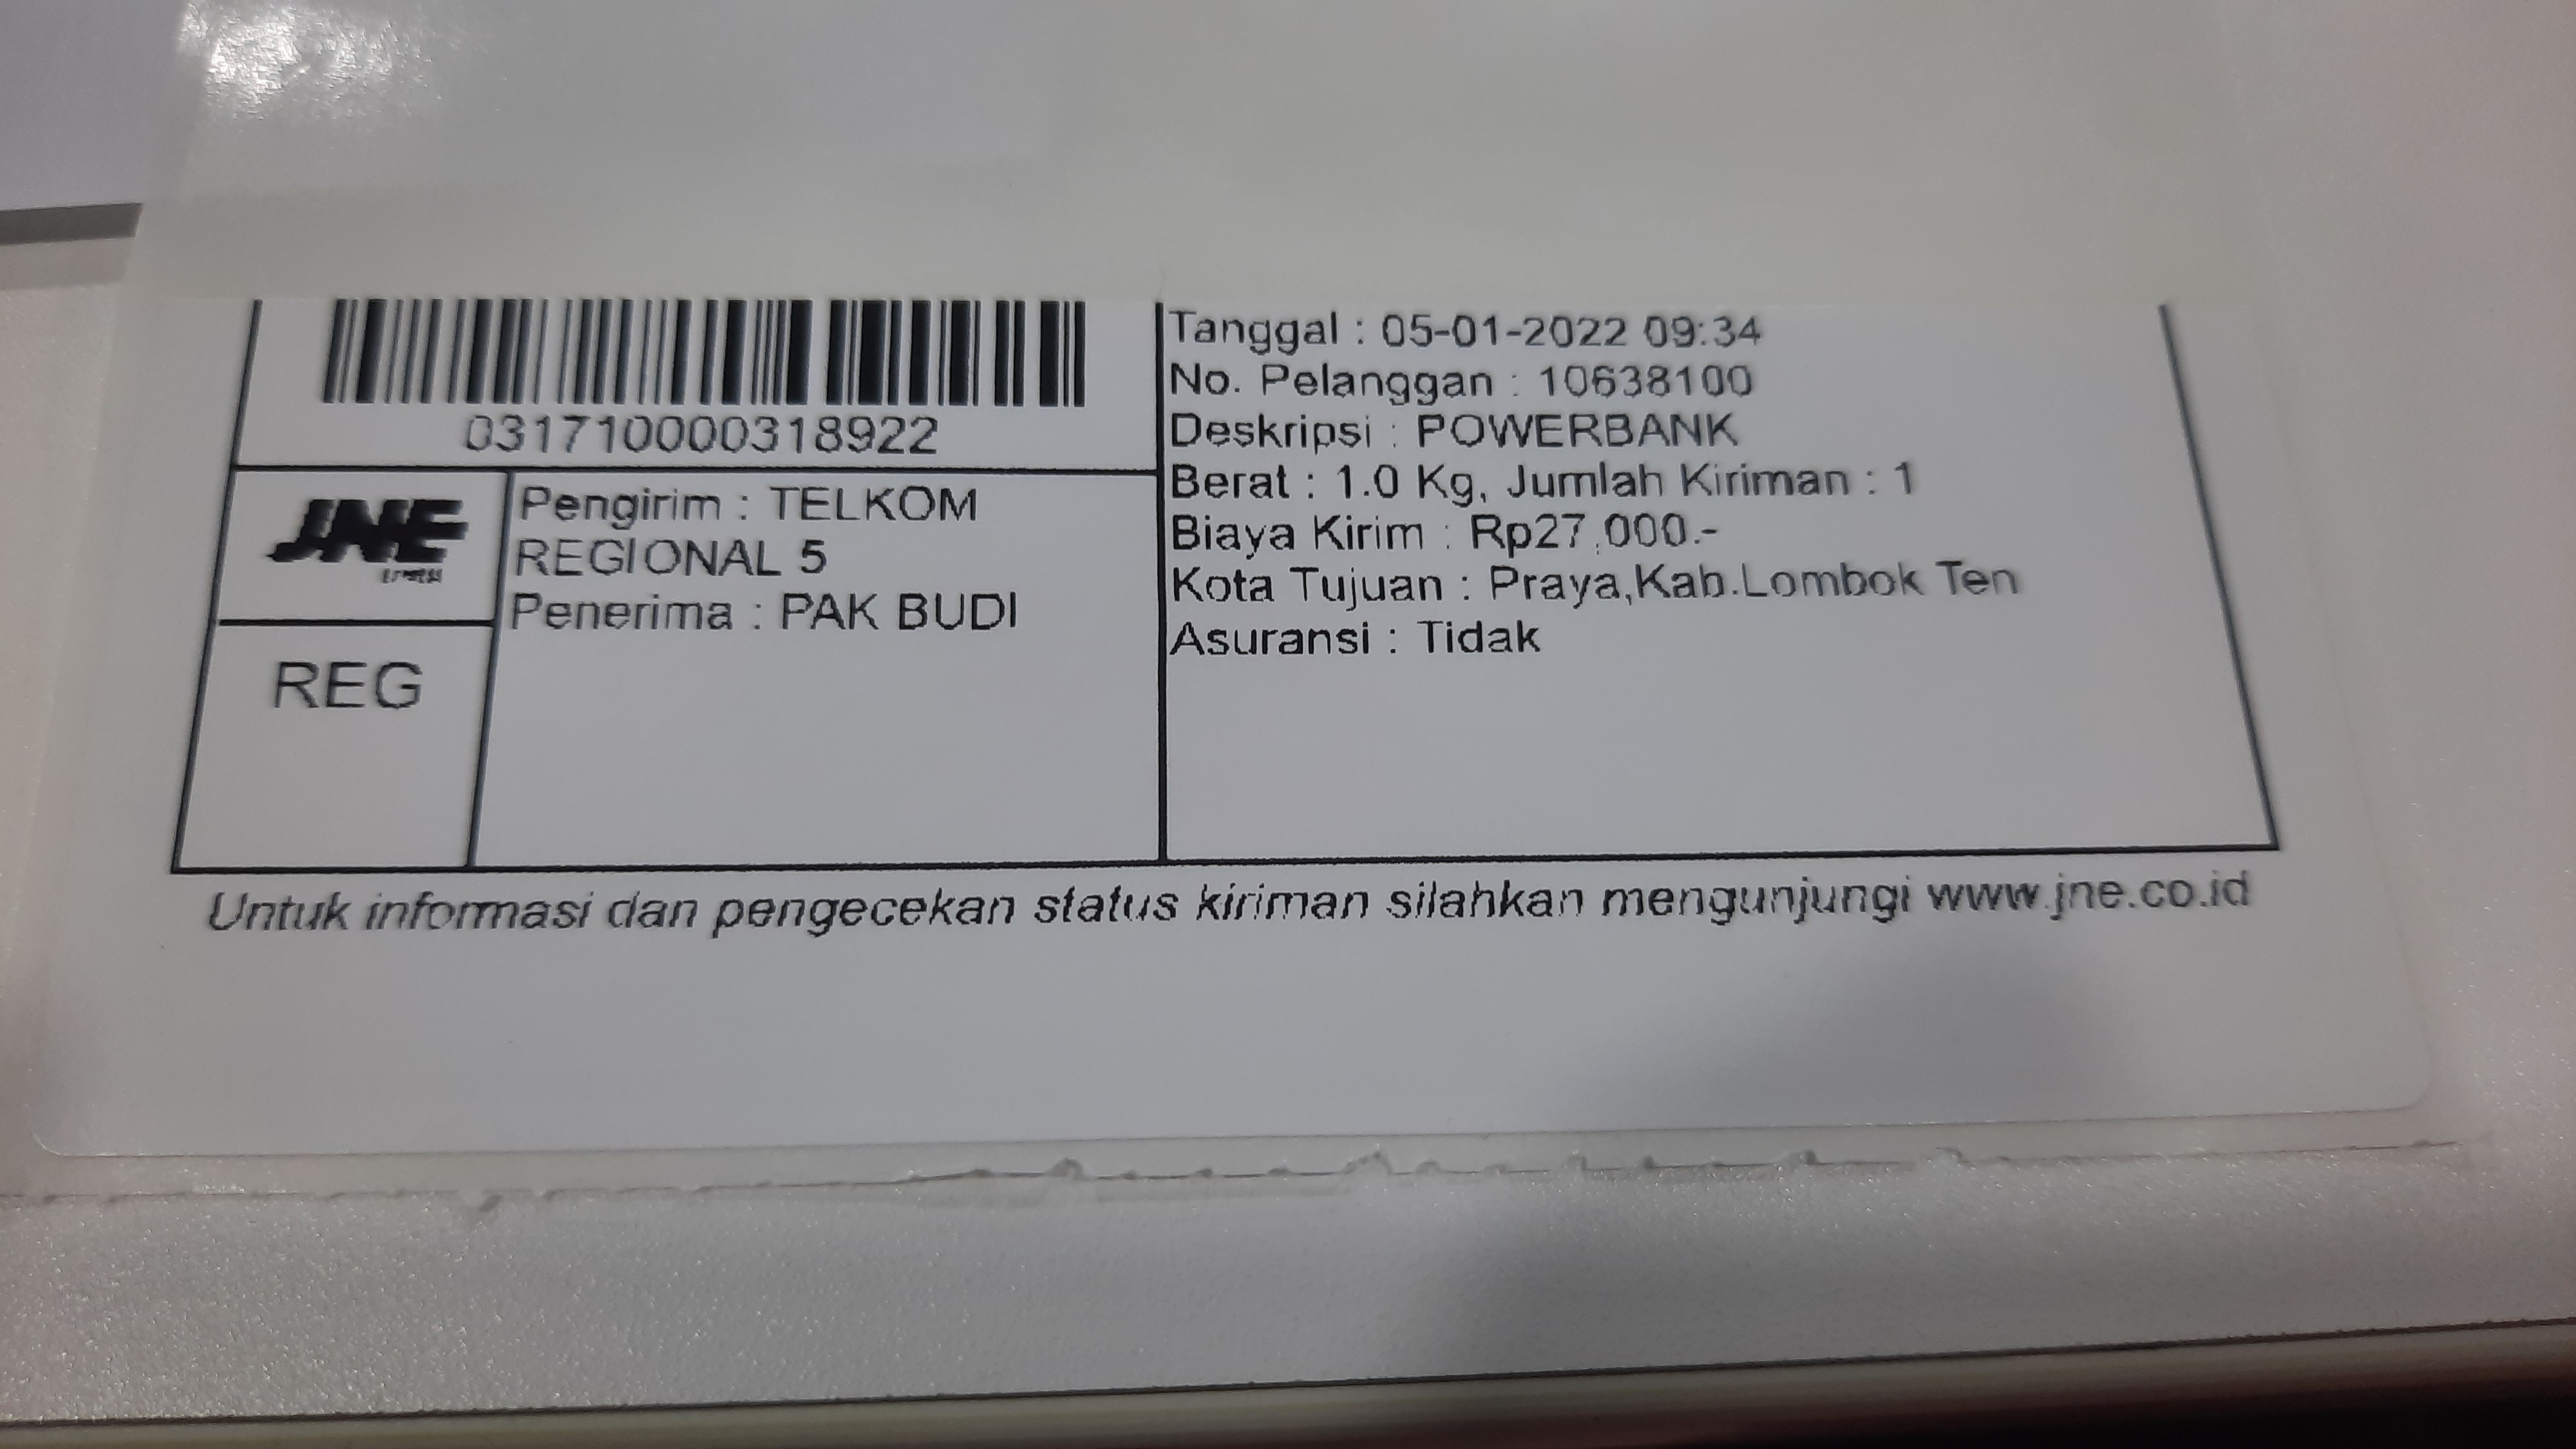 031710000318922
Tanggal : 05-01-2022 09:34
No. Pelanggan : 10638100
Deskripsi : POWERBANK
Berat : 1.0 Kg, Jumlah Kiriman : 1
Biaya Kirim : Rp27,000.-
Kota Tujuan : Praya,Kab.Lombok Ten
Asuransi : Tidak
JNE
Pengirim : TELKOM
REGIONAL 5
Penerima : PAK BUDI
REG
Untuk informasi dan pengecekan status kiriman silahkan mengunjungi www.jne.co.id